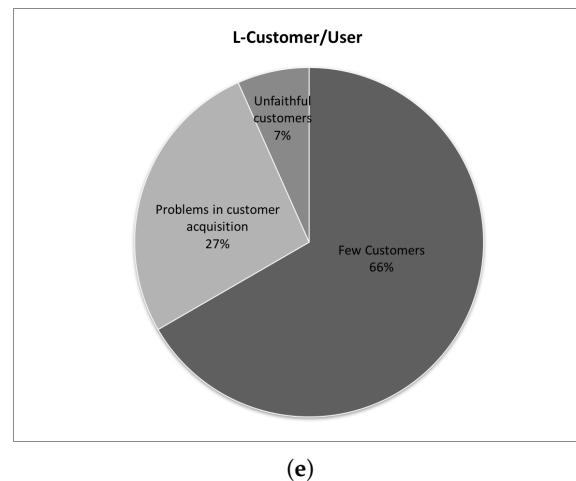 L-Customer/User
Unfaithful
customers
7%
Problems in customer
acquisition
27%
Few Customers
66%
(e)